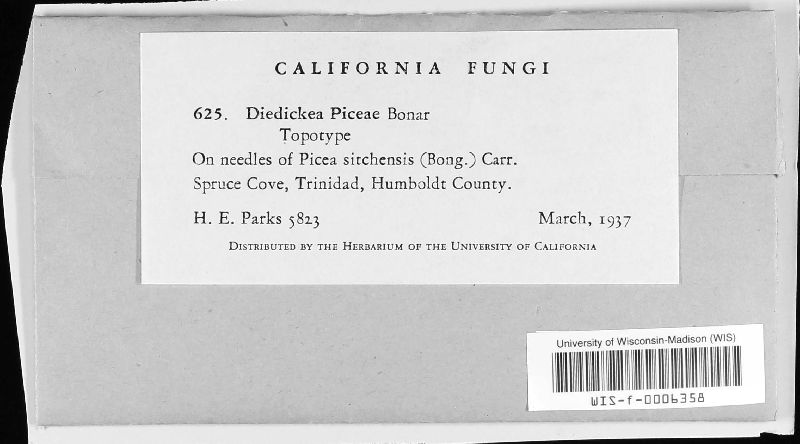 CALIFORNIA FUNGI
625. Diedickea Piceae Bonar
Topotype
On needles of Picea sitchensis (Bong.) Carr.
Spruce Cove, Trinidad, Humboldt County.
H. E. Parks 5823 March, 1937
Distributed by the Herbarium of the University of California
University of Wisconsin-Madison (WIS)
WIS-f-0006358